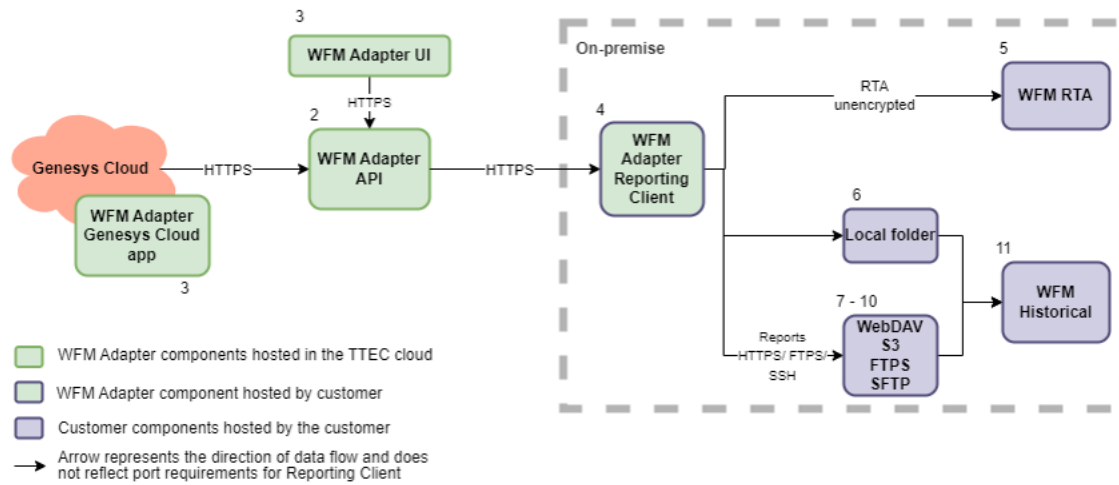 3
WFM Adapter UI
HTTPS
2
WFM Adapter
API
Genesys Cloud
HTTPS
WFM Adapter
Genesys Cloud
app
3
HTTPS
On-premise
4
WFM
Adapter
Reporting
Client
RTA
unencrypted
5
WFM RTA
6
Local folder
7 - 10
WebDAV
S3
FTPS
SFTP
Reports
HTTPS/ FTPS/
SSH
11
WFM
Historical
WFM Adapter components hosted in the TTEC cloud
WFM Adapter component hosted by customer
Customer components hosted by the customer
Arrow represents the direction of data flow and does
not reflect port requirements for Reporting Client